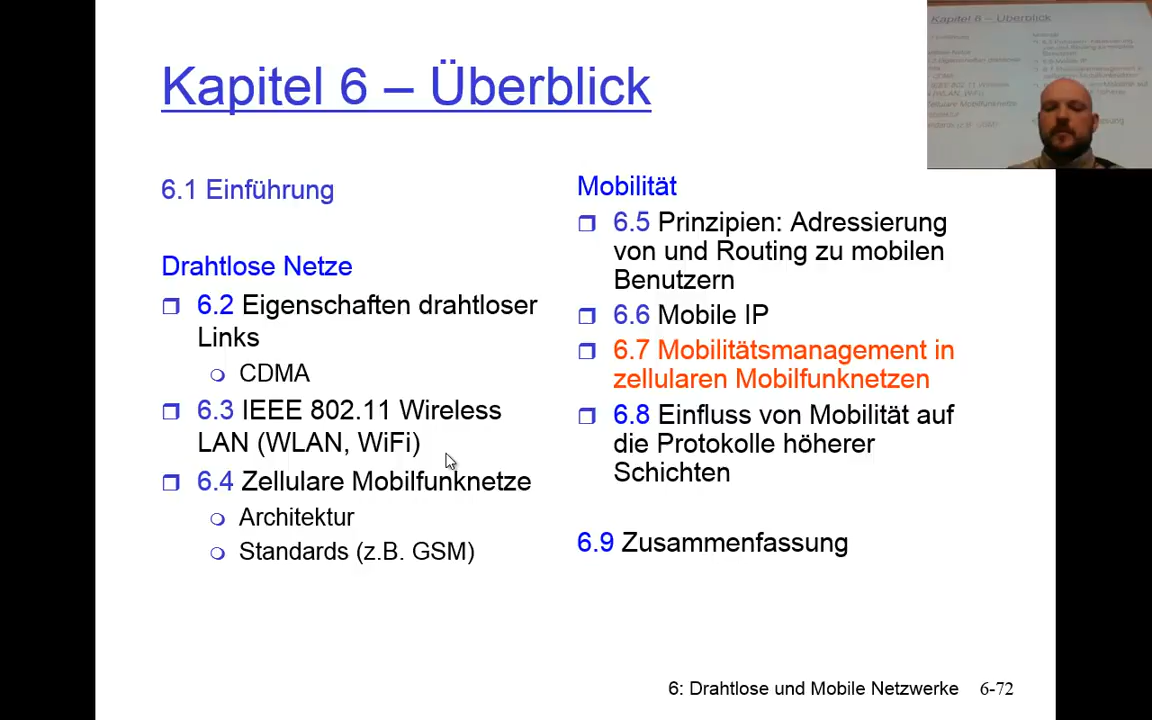 Kapitel 6 – Überblick
6.1 Einführung
Drahtlose Netze
6.2 Eigenschaften drahtloser
Links
CDMA
6.3 IEEE 802.11 Wireless
LAN (WLAN, WiFi)
6.4 Zellulare Mobilfunknetze
Architektur
Standards (z.B. GSM)
Mobilität
6.5 Prinzipien: Adressierung
von und Routing zu mobilen
Benutzern
6.6 Mobile IP
6.7 Mobilitätsmanagement in
zellularen Mobilfunknetzen
6.8 Einfluss von Mobilität auf
die Protokolle höherer
Schichten
6.9 Zusammenfassung
6: Drahtlose und Mobile Netzwerke 6-72
Kapitel 6 – Überblick